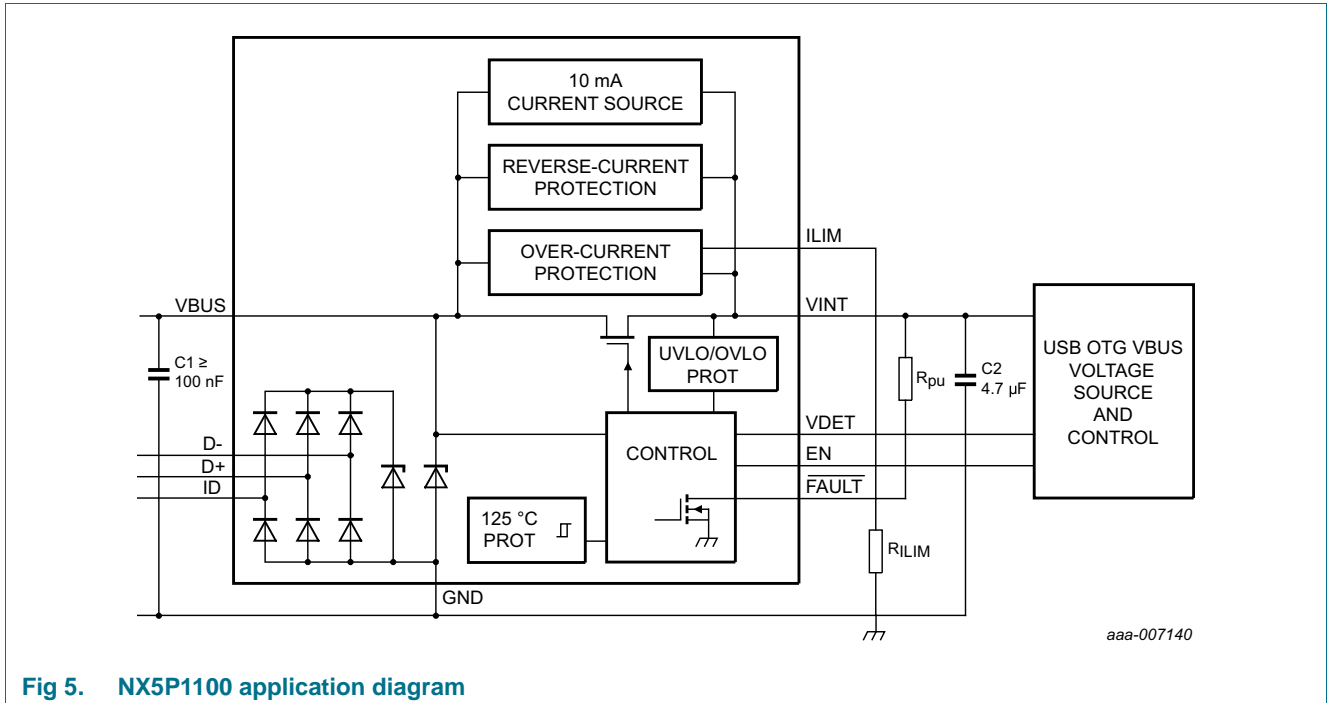 10 mA
CURRENT SOURCE
REVERSE-CURRENT
PROTECTION
OVER-CURRENT
PROTECTION
ILIM
VBUS
VINT
C1 ≥
100 nF
UVLO/OVLO
PROT
Rpu
C2
4.7 μF
USB OTG VBUS
VOLTAGE
SOURCE
AND
CONTROL
D-
D+
ID
CONTROL
VDET
EN
FAULT
125 °C
PROT
RILIM
GND
aaa-007140
Fig 5. NX5P1100 application diagram